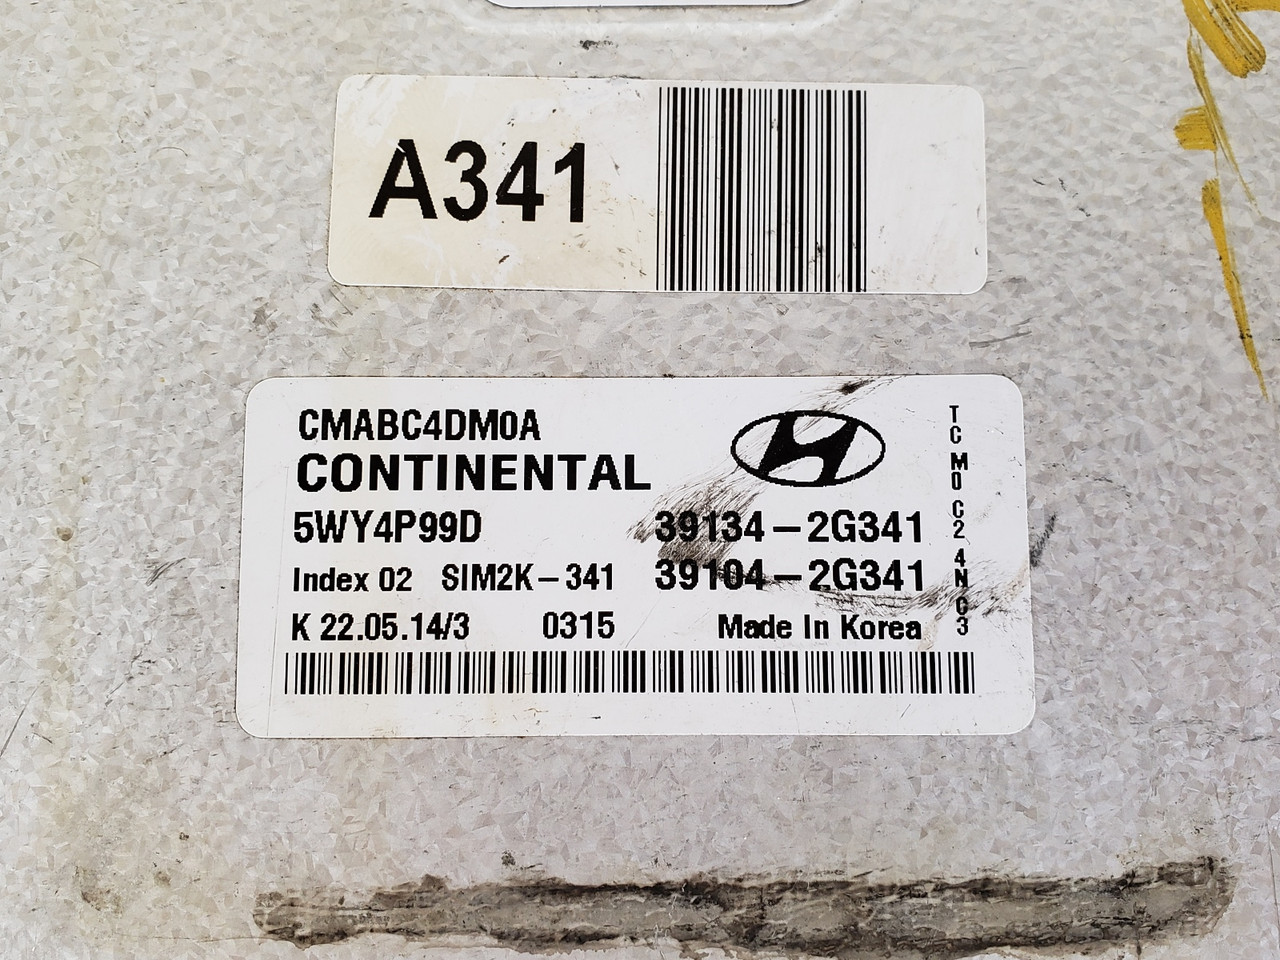 A341
CMABC4DM0A
CONTINENTAL
5WY4P99D 39134-2G341
Index 02 SIM2K-341 39104-2G341
K 22.05.14/3 0315 Made In Korea
TC M0 C2 4N C3